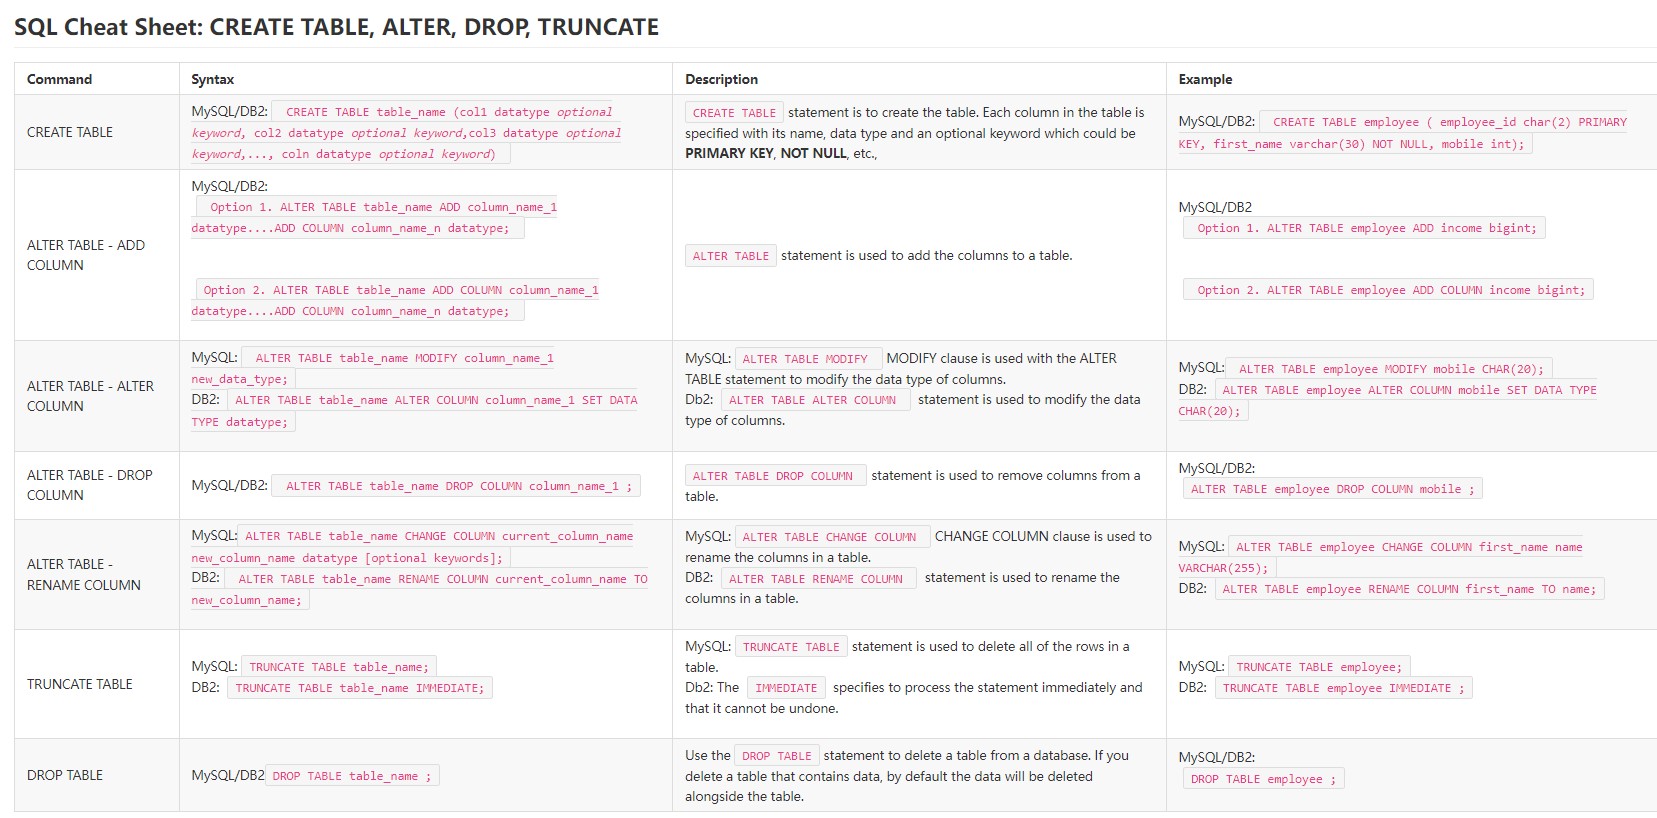 SQL Cheat Sheet: CREATE TABLE, ALTER, DROP, TRUNCATE
Command
Syntax
Description
Example
CREATE TABLE
MySQL/DB2: CREATE TABLE table_name (col1 datatype optional
keyword, col2 datatype optional keyword,col3 datatype optional
keyword,..., coln datatype optional keyword)
CREATE TABLE statement is to create the table. Each column in the table is
specified with its name, data type and an optional keyword which could be
PRIMARY KEY, NOT NULL, etc.,
MySQL/DB2: CREATE TABLE employee ( employee_id char(2) PRIMARY
KEY, first_name varchar(30) NOT NULL, mobile int);
ALTER TABLE - ADD
COLUMN
MySQL/DB2:
Option 1. ALTER TABLE table_name ADD column_name_1
datatype....ADD COLUMN column_name_n datatype;
Option 2. ALTER TABLE table_name ADD COLUMN column_name_1
datatype....ADD COLUMN column_name_n datatype;
ALTER TABLE statement is used to add the columns to a table.
MySQL/DB2
Option 1. ALTER TABLE employee ADD income bigint;
Option 2. ALTER TABLE employee ADD COLUMN income bigint;
ALTER TABLE - ALTER
COLUMN
MySQL: ALTER TABLE table_name MODIFY column_name_1
new_data_type;
DB2: ALTER TABLE table_name ALTER COLUMN column_name_1 SET DATA
TYPE datatype;
MySQL: ALTER TABLE MODIFY MODIFY clause is used with the ALTER
TABLE statement to modify the data type of columns.
Db2: ALTER TABLE ALTER COLUMN statement is used to modify the data
type of columns.
MySQL: ALTER TABLE employee MODIFY mobile CHAR(20);
DB2: ALTER TABLE employee ALTER COLUMN mobile SET DATA TYPE
CHAR(20);
ALTER TABLE - DROP
COLUMN
MySQL/DB2: ALTER TABLE table_name DROP COLUMN column_name_1 ;
ALTER TABLE DROP COLUMN statement is used to remove columns from a
table.
MySQL/DB2:
ALTER TABLE employee DROP COLUMN mobile ;
ALTER TABLE -
RENAME COLUMN
MySQL: ALTER TABLE table_name CHANGE COLUMN current_column_name
new_column_name datatype [optional keywords];
DB2: ALTER TABLE table_name RENAME COLUMN current_column_name TO
new_column_name;
MySQL: ALTER TABLE CHANGE COLUMN CHANGE COLUMN clause is used to
rename the columns in a table.
DB2: ALTER TABLE RENAME COLUMN statement is used to rename the
columns in a table.
MySQL: ALTER TABLE employee CHANGE COLUMN first_name name
VARCHAR(255);
DB2: ALTER TABLE employee RENAME COLUMN first_name TO name;
TRUNCATE TABLE
MySQL: TRUNCATE TABLE table_name;
DB2: TRUNCATE TABLE table_name IMMEDIATE;
MySQL: TRUNCATE TABLE statement is used to delete all of the rows in a
table.
Db2: The IMMEDIATE specifies to process the statement immediately and
that it cannot be undone.
MySQL: TRUNCATE TABLE employee;
DB2: TRUNCATE TABLE employee IMMEDIATE ;
DROP TABLE
MySQL/DB2 DROP TABLE table_name ;
Use the DROP TABLE statement to delete a table from a database. If you
delete a table that contains data, by default the data will be deleted
alongside the table.
MySQL/DB2:
DROP TABLE employee ;